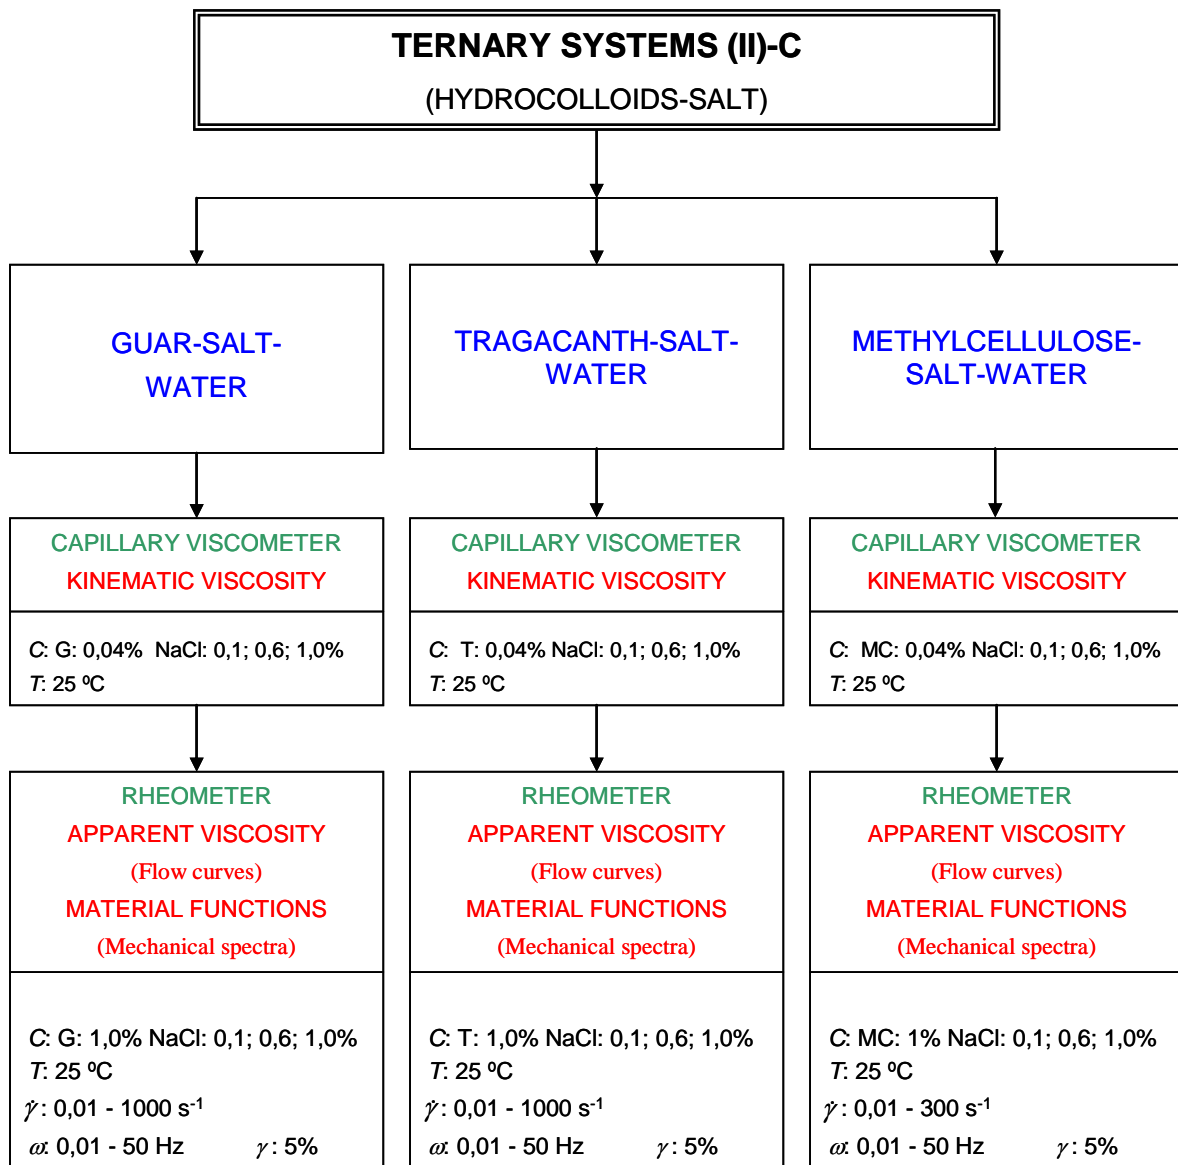 TERNARY SYSTEMS (II)-C
(HYDROCOLLOIDS-SALT)
GUAR-SALT-
WATER
TRAGACANTH-SALT-
WATER
METHYLCELLULOSE-
SALT-WATER
CAPILLARY VISCOMETER
KINEMATIC VISCOSITY
C: G: 0,04% NaCl: 0,1; 0,6; 1,0%
T: 25 ºC
CAPILLARY VISCOMETER
KINEMATIC VISCOSITY
C: T: 0,04% NaCl: 0,1; 0,6; 1,0%
T: 25 ºC
CAPILLARY VISCOMETER
KINEMATIC VISCOSITY
C: MC: 0,04% NaCl: 0,1; 0,6; 1,0%
T: 25 ºC
RHEOMETER
APPARENT VISCOSITY
(Flow curves)
MATERIAL FUNCTIONS
(Mechanical spectra)
C: G: 1,0% NaCl: 0,1; 0,6; 1,0%
T: 25 ºC
γ̇ : 0,01 - 1000 s⁻¹
ω: 0,01 - 50 Hz γ : 5%
RHEOMETER
APPARENT VISCOSITY
(Flow curves)
MATERIAL FUNCTIONS
(Mechanical spectra)
C: T: 1,0% NaCl: 0,1; 0,6; 1,0%
T: 25 ºC
γ̇ : 0,01 - 1000 s⁻¹
ω: 0,01 - 50 Hz γ : 5%
RHEOMETER
APPARENT VISCOSITY
(Flow curves)
MATERIAL FUNCTIONS
(Mechanical spectra)
C: MC: 1% NaCl: 0,1; 0,6; 1,0%
T: 25 ºC
γ̇ : 0,01 - 300 s⁻¹
ω: 0,01 - 50 Hz γ : 5%